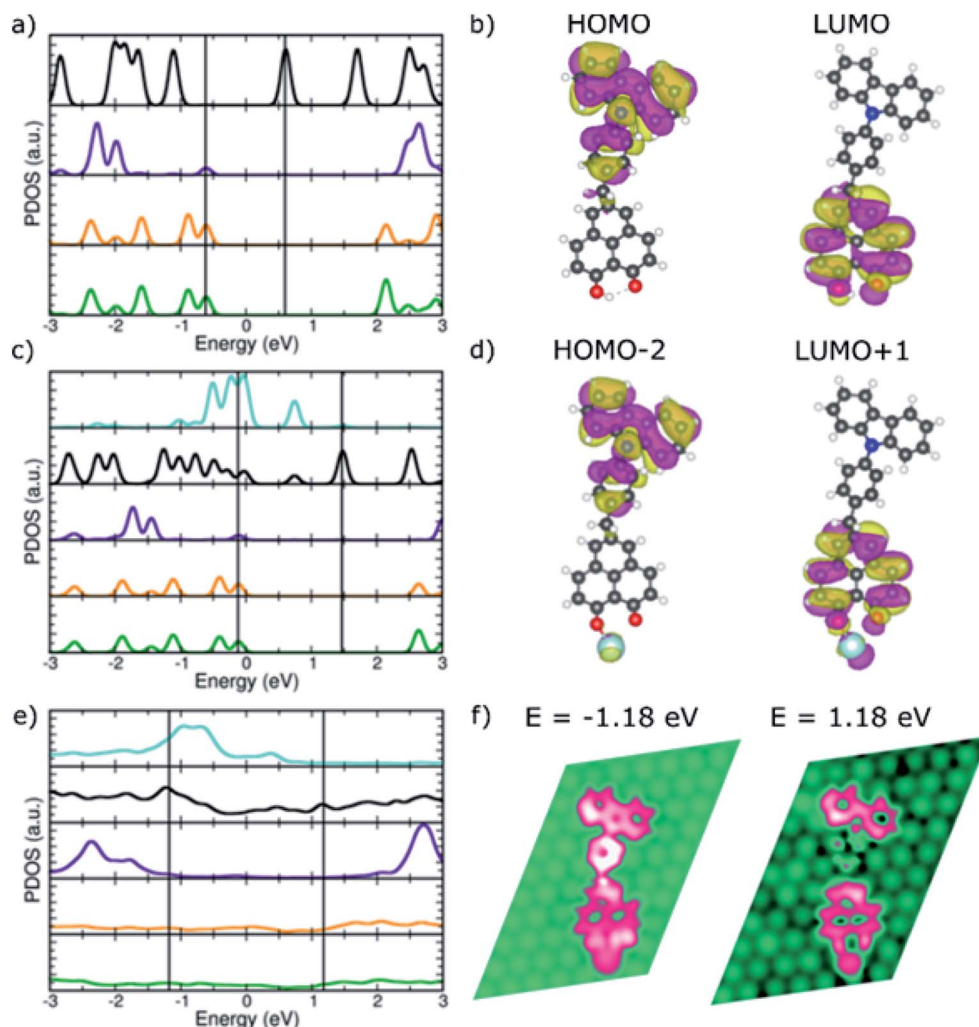 a)
PDOS (a.u.)
-3 -2 -1 0 1 2 3
Energy (eV)
b)
HOMO LUMO
c)
PDOS (a.u.)
-3 -2 -1 0 1 2 3
Energy (eV)
d)
HOMO-2 LUMO+1
e)
PDOS (a.u.)
-3 -2 -1 0 1 2 3
Energy (eV)
f)
E = -1.18 eV E = 1.18 eV